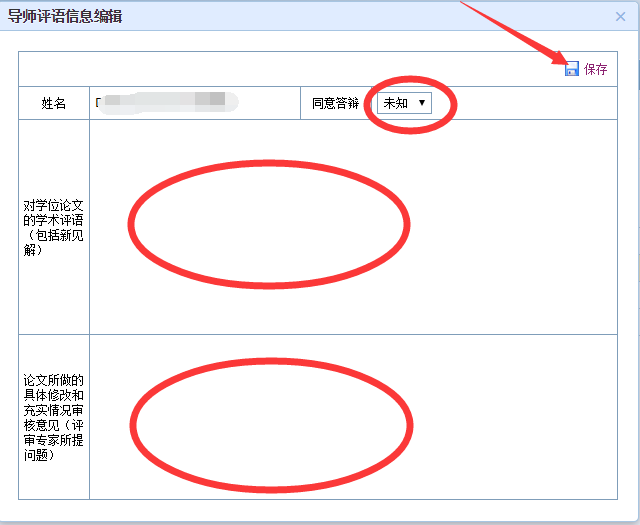 导师评语信息编辑
保存
姓名
同意答辩
未知
对学位论文
的学术评语
（包括新见
解）
论文所做的
具体修改和
充实情况审
核意见（评
审专家所提
问题）